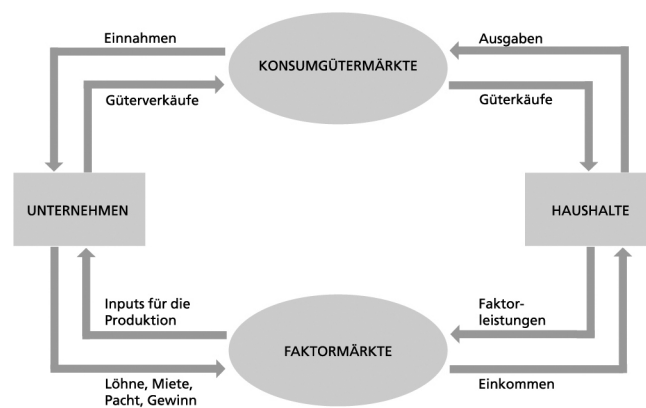 Einnahmen
Ausgaben
KONSUMGÜTERMÄRKTE
Güterverkäufe
Güterkäufe
UNTERNEHMEN
HAUSHALTE
Inputs für die
Produktion
Faktor-
leistungen
FAKTORMÄRKTE
Löhne, Miete,
Pacht, Gewinn
Einkommen